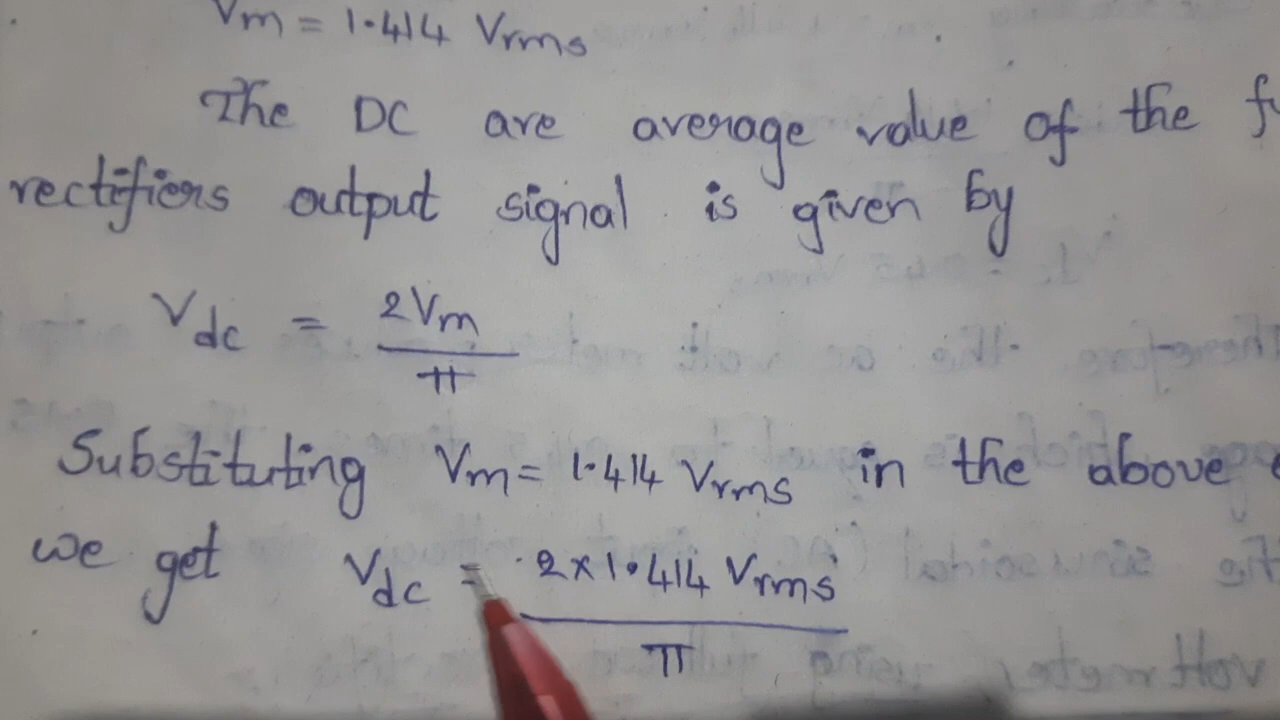 Vm = 1.414 Vrms
The DC are average value of the
rectifiers output signal is given by
Vdc = 2Vm / π
Substituting Vm = 1.414 Vrms in the above
we get Vdc = 2 x 1.414 Vrms / π